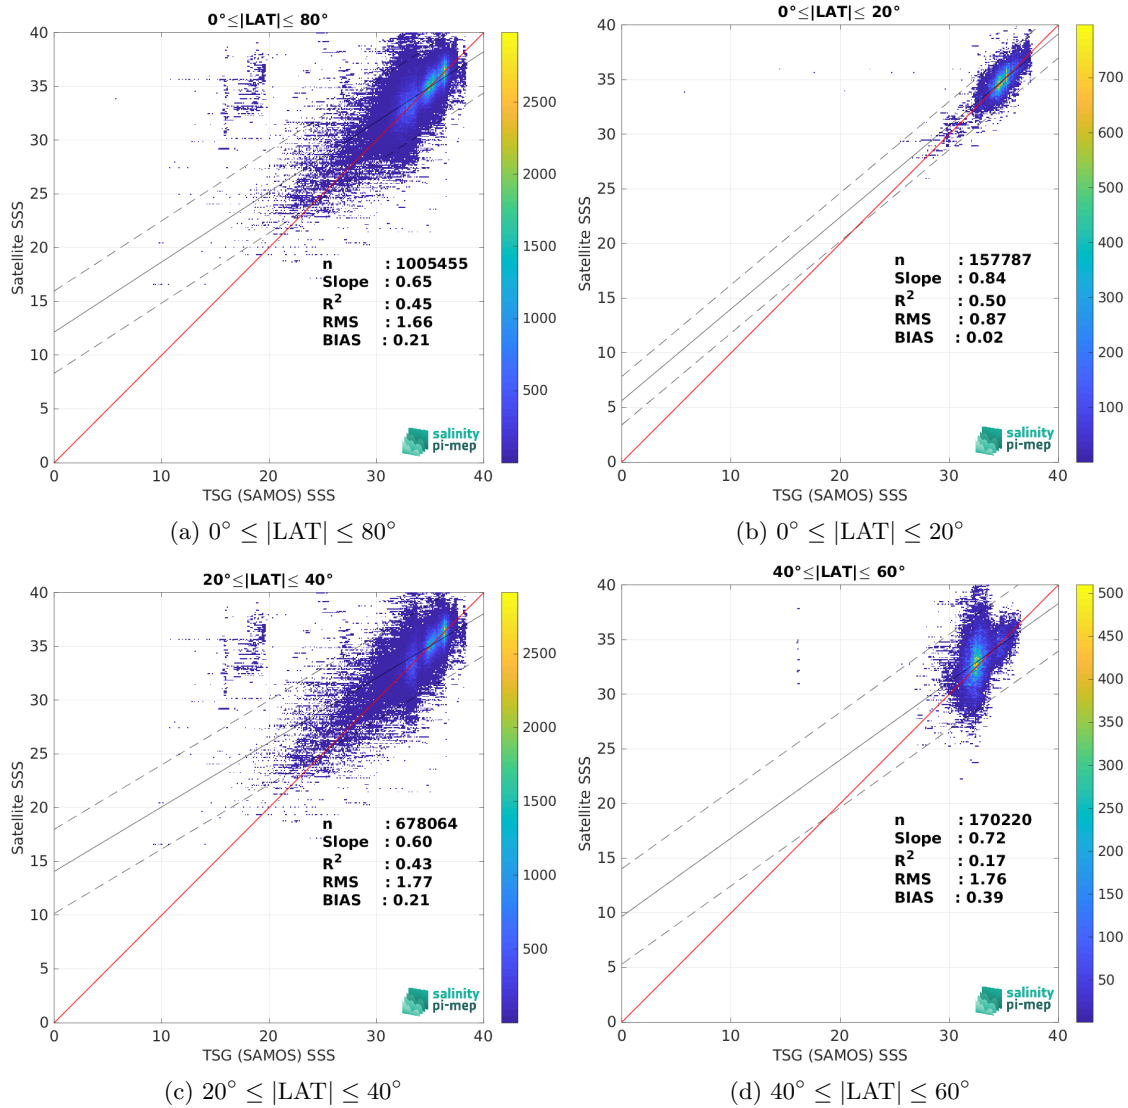 0°≤|LAT|≤ 80°
Satellite SSS
40
35
30
25
20
15
10
5
0
0 10 20 30 40
TSG (SAMOS) SSS
n : 1005455
Slope : 0.65
R² : 0.45
RMS : 1.66
BIAS : 0.21
salinity
pi-mep
2500
2000
1500
1000
500
(a) 0° ≤ |LAT| ≤ 80°
0°≤|LAT|≤ 20°
Satellite SSS
40
35
30
25
20
15
10
5
0
0 10 20 30 40
TSG (SAMOS) SSS
n : 157787
Slope : 0.84
R² : 0.50
RMS : 0.87
BIAS : 0.02
salinity
pi-mep
700
600
500
400
300
200
100
(b) 0° ≤ |LAT| ≤ 20°
20°≤|LAT|≤ 40°
Satellite SSS
40
35
30
25
20
15
10
5
0
0 10 20 30 40
TSG (SAMOS) SSS
n : 678064
Slope : 0.60
R² : 0.43
RMS : 1.77
BIAS : 0.21
salinity
pi-mep
2500
2000
1500
1000
500
(c) 20° ≤ |LAT| ≤ 40°
40°≤|LAT|≤ 60°
Satellite SSS
40
35
30
25
20
15
10
5
0
0 10 20 30 40
TSG (SAMOS) SSS
n : 170220
Slope : 0.72
R² : 0.17
RMS : 1.76
BIAS : 0.39
salinity
pi-mep
500
450
400
350
300
250
200
150
100
50
(d) 40° ≤ |LAT| ≤ 60°